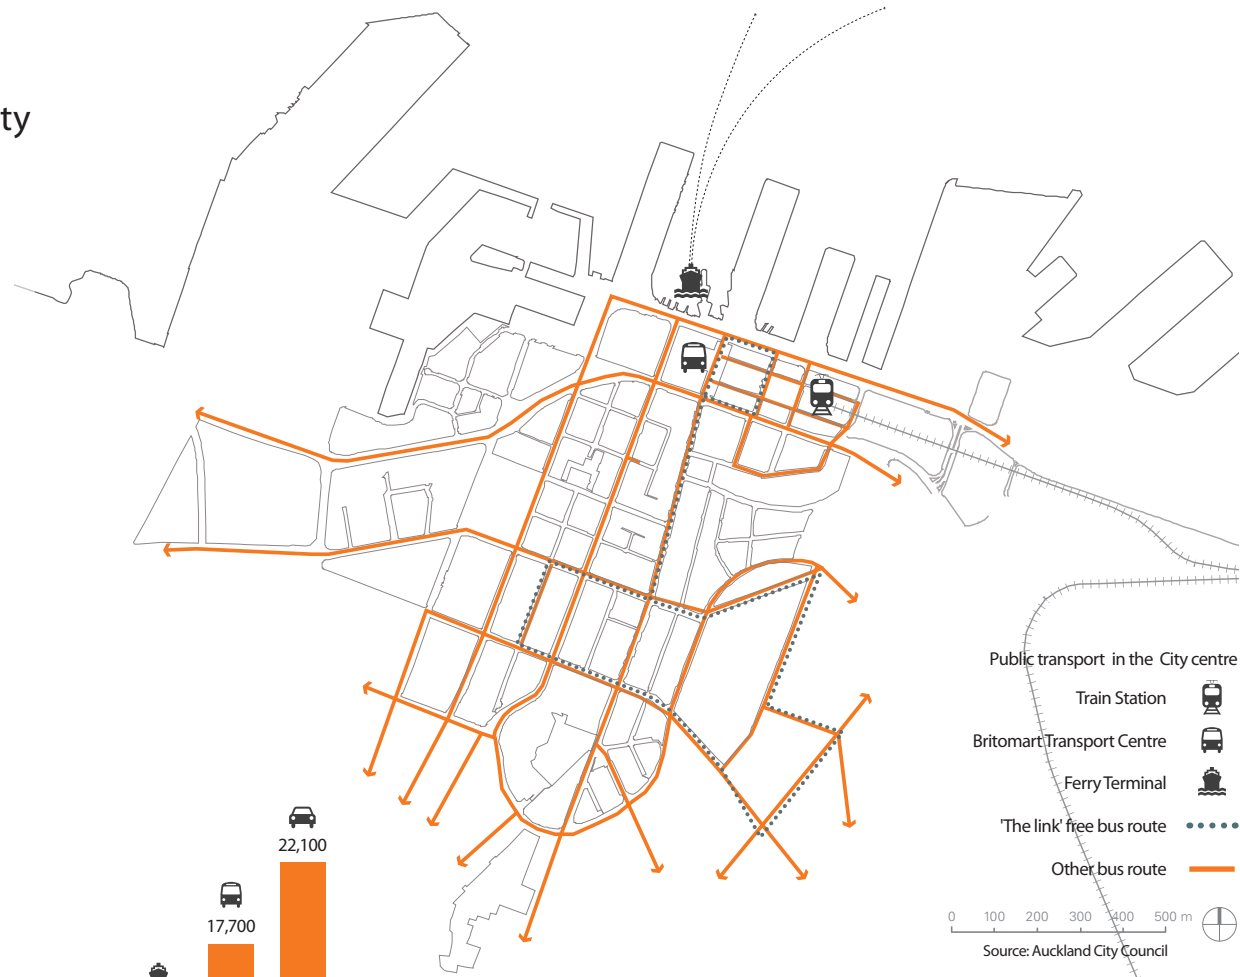 ty
Public transport in the City centre
Train Station
Britomart Transport Centre
Ferry Terminal
'The link' free bus route
Other bus route
0 100 200 300 400 500 m
Source: Auckland City Council
22,100
17,700